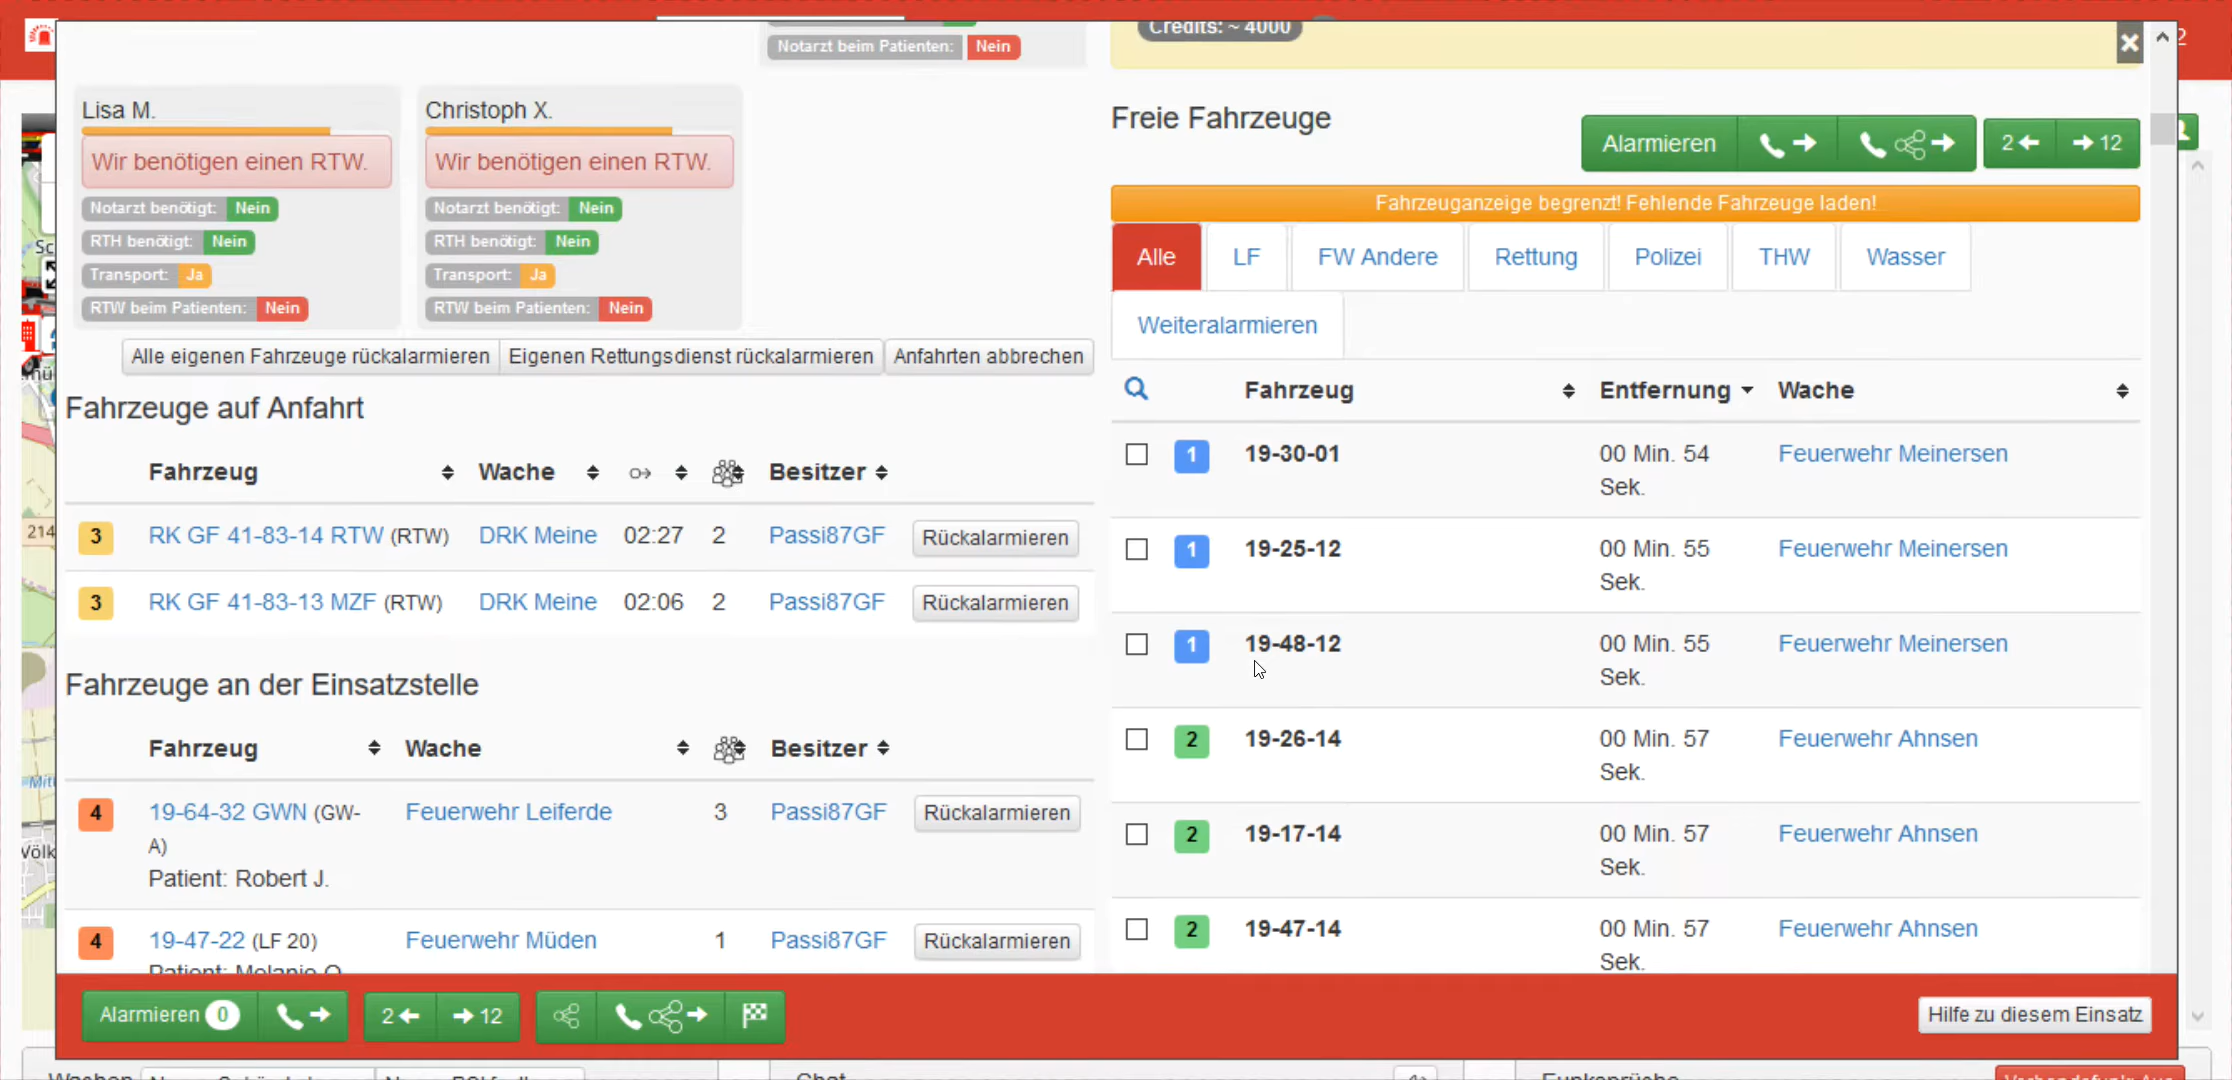 Notarzt beim Patienten: Nein
Lisa M.
Wir benötigen einen RTW.
Notarzt benötigt: Nein
RTH benötigt: Nein
Transport: Ja
RTW beim Patienten: Nein
Christoph X.
Wir benötigen einen RTW.
Notarzt benötigt: Nein
RTH benötigt: Nein
Transport: Ja
RTW beim Patienten: Nein
Alle eigenen Fahrzeuge rückalarmieren
Eigenen Rettungsdienst rückalarmieren
Anfahrten abbrechen
Fahrzeuge auf Anfahrt
Fahrzeug Wache Besitzer
3 RK GF 41-83-14 RTW (RTW) DRK Meine 02:27 2 Passi87GF Rückalarmieren
3 RK GF 41-83-13 MZF (RTW) DRK Meine 02:06 2 Passi87GF Rückalarmieren
Fahrzeuge an der Einsatzstelle
Fahrzeug Wache Besitzer
4 19-64-32 GWN (GW- Feuerwehr Leiferde 3 Passi87GF Rückalarmieren
A)
Patient: Robert J.
4 19-47-22 (LF 20) Feuerwehr Müden 1 Passi87GF Rückalarmieren
Patient: Melanie O.
Credits: ~ 4000
Freie Fahrzeuge
Alarmieren
2
12
Fahrzeuganzeige begrenzt! Fehlende Fahrzeuge laden!
Alle LF FW Andere Rettung Polizei THW Wasser
Weiteralarmieren
Fahrzeug Entfernung Wache
1 19-30-01 00 Min. 54 Feuerwehr Meinersen
Sek.
1 19-25-12 00 Min. 55 Feuerwehr Meinersen
Sek.
1 19-48-12 00 Min. 55 Feuerwehr Meinersen
Sek.
2 19-26-14 00 Min. 57 Feuerwehr Ahnsen
Sek.
2 19-17-14 00 Min. 57 Feuerwehr Ahnsen
Sek.
2 19-47-14 00 Min. 57 Feuerwehr Ahnsen
Sek.
Alarmieren 0
2
12
Hilfe zu diesem Einsatz
2
Sc
214
Völk
Wachen
Chat
Funksprüche